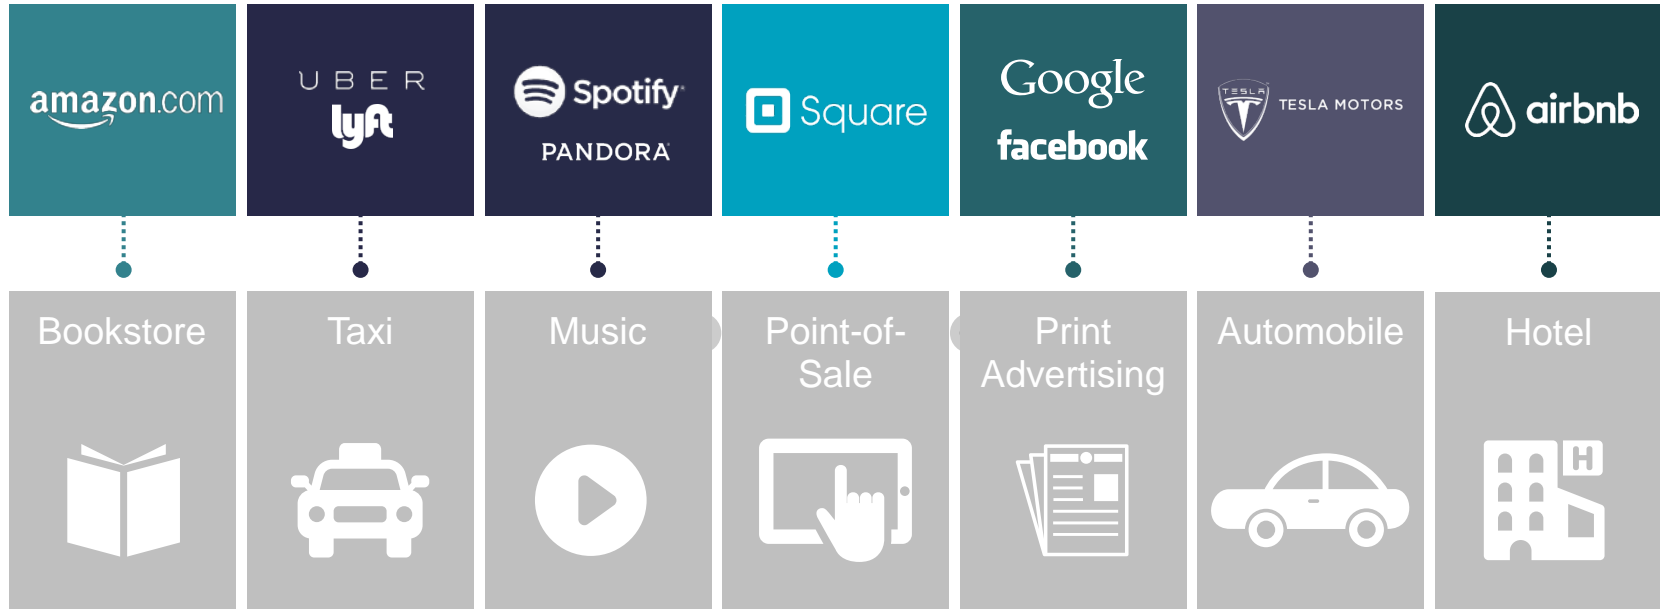 amazon.com
UBER
lyft
Spotify
PANDORA
Square
Google
facebook
TESLA
TESLA MOTORS
airbnb
Bookstore
Taxi
Music
Point-of-
Sale
Print
Advertising
Automobile
Hotel
H